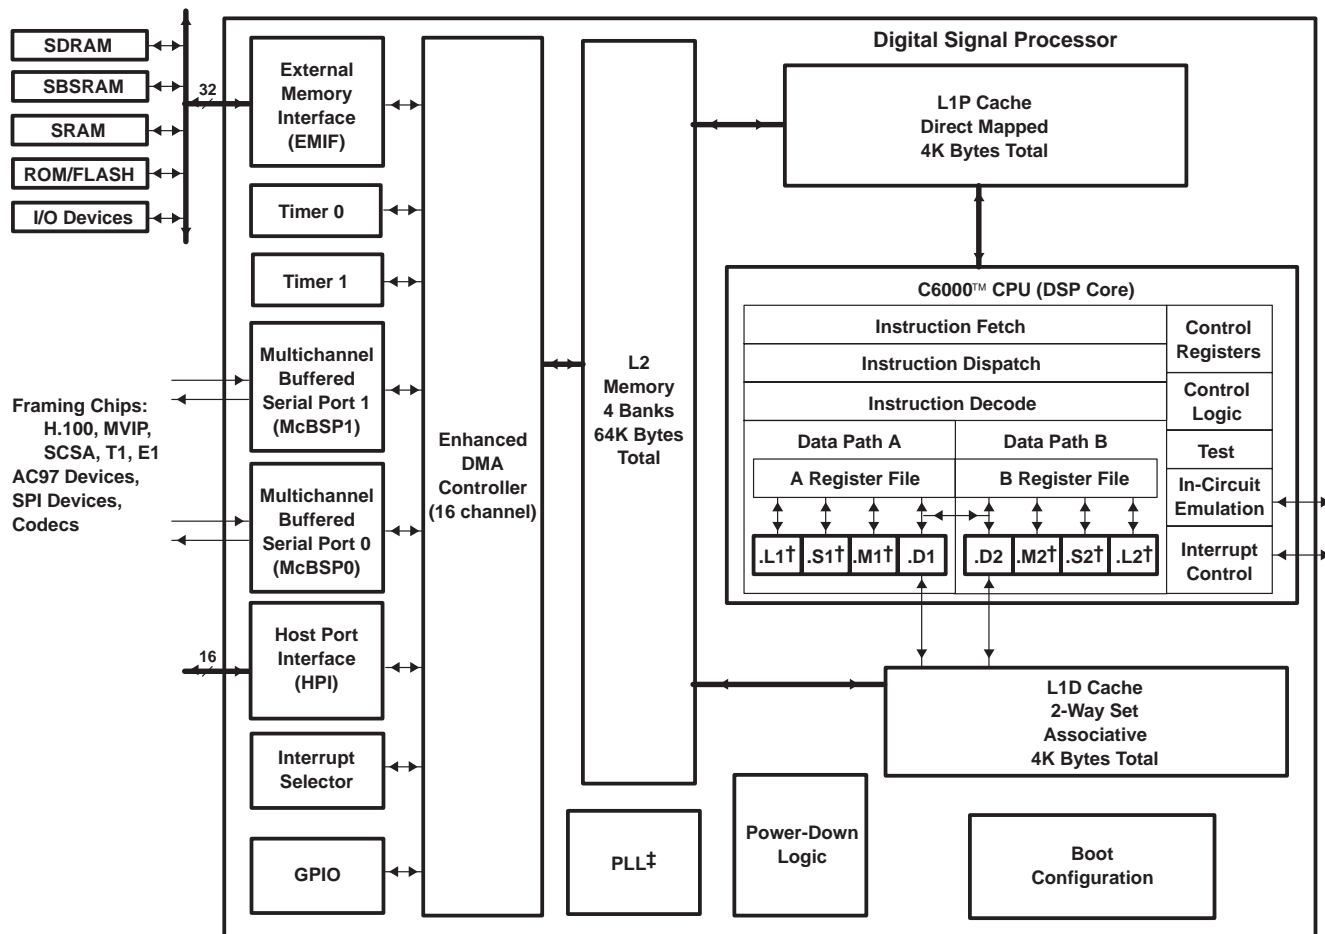 Digital Signal Processor
SDRAM
SBSRAM
SRAM
ROM/FLASH
I/O Devices
32
External
Memory
Interface
(EMIF)
Timer 0
Timer 1
Multichannel
Buffered
Serial Port 1
(McBSP1)
Framing Chips:
H.100, MVIP,
SCSA, T1, E1
AC97 Devices,
SPI Devices,
Codecs
Multichannel
Buffered
Serial Port 0
(McBSP0)
16
Host Port
Interface
(HPI)
Interrupt
Selector
GPIO
Enhanced
DMA
Controller
(16 channel)
L2
Memory
4 Banks
64K Bytes
Total
L1P Cache
Direct Mapped
4K Bytes Total
C6000™ CPU (DSP Core)
Instruction Fetch
Instruction Dispatch
Instruction Decode
Data Path A
Data Path B
A Register File
B Register File
.L1†
.S1†
.M1†
.D1
.D2
.M2†
.S2†
.L2†
Control
Registers
Control
Logic
Test
In-Circuit
Emulation
Interrupt
Control
L1D Cache
2-Way Set
Associative
4K Bytes Total
PLL‡
Power-Down
Logic
Boot
Configuration